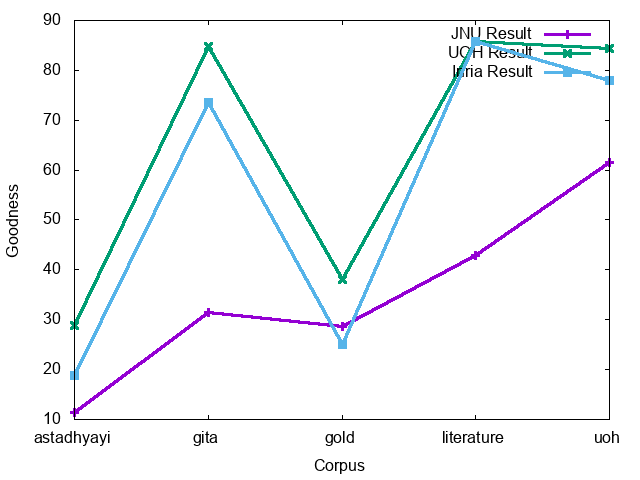 90
80
70
60
50
40
30
20
10
Goodness
JNU Result
UOH Result
Inria Result
astadhyayi gita gold literature uoh
Corpus